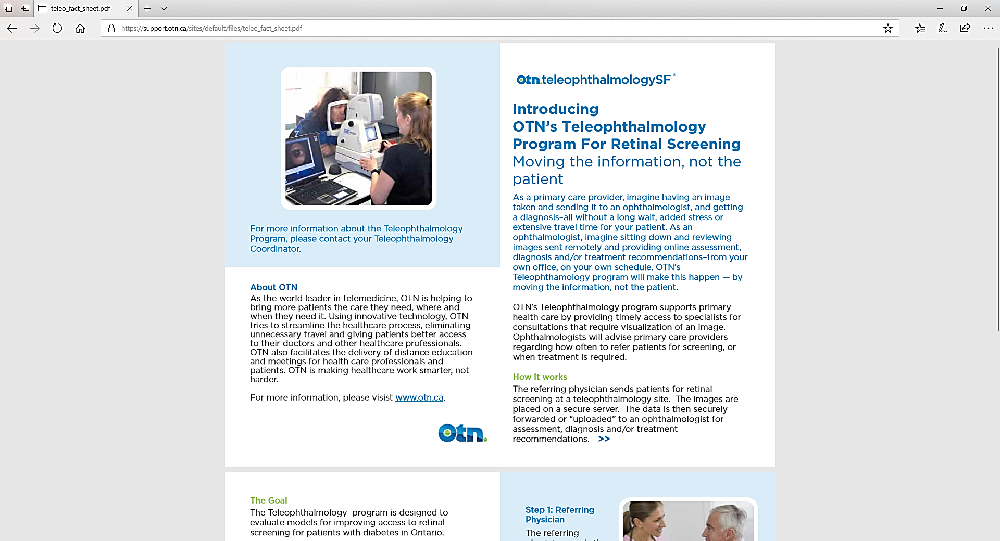 teleo_fact_sheet.pdf
https://support.otn.ca/sites/default/files/teleo_fact_sheet.pdf
For more information about the Teleophthalmology
Program, please contact your Teleophthalmology
Coordinator.
About OTN
As the world leader in telemedicine, OTN is helping to
bring more patients the care they need, where and
when they need it. Using innovative technology, OTN
tries to streamline the healthcare process, eliminating
unnecessary travel and giving patients better access
to their doctors and other healthcare professionals.
OTN also facilitates the delivery of distance education
and meetings for health care professionals and
patients. OTN is making healthcare work smarter, not
harder.
For more information, please visist www.otn.ca.
otn.
otn.teleophthalmologySF®
Introducing
OTN's Teleophthalmology
Program For Retinal Screening
Moving the information, not the
patient
As a primary care provider, imagine having an image
taken and sending it to an ophthalmologist, and getting
a diagnosis–all without a long wait, added stress or
extensive travel time for your patient. As an
ophthalmologist, imagine sitting down and reviewing
images sent remotely and providing online assessment,
diagnosis and/or treatment recommendations–from your
own office, on your own schedule. OTN's
Teleophthamology program will make this happen — by
moving the information, not the patient.
OTN's Teleophthalmology program supports primary
health care by providing timely access to specialists for
consultations that require visualization of an image.
Ophthalmologists will advise primary care providers
regarding how often to refer patients for screening, or
when treatment is required.
How it works
The referring physician sends patients for retinal
screening at a teleophthalmology site. The images are
placed on a secure server. The data is then securely
forwarded or “uploaded” to an ophthalmologist for
assessment, diagnosis and/or treatment
recommendations. >>
The Goal
The Teleophthalmology program is designed to
evaluate models for improving access to retinal
screening for patients with diabetes in Ontario.
Step 1: Referring
Physician
The referring